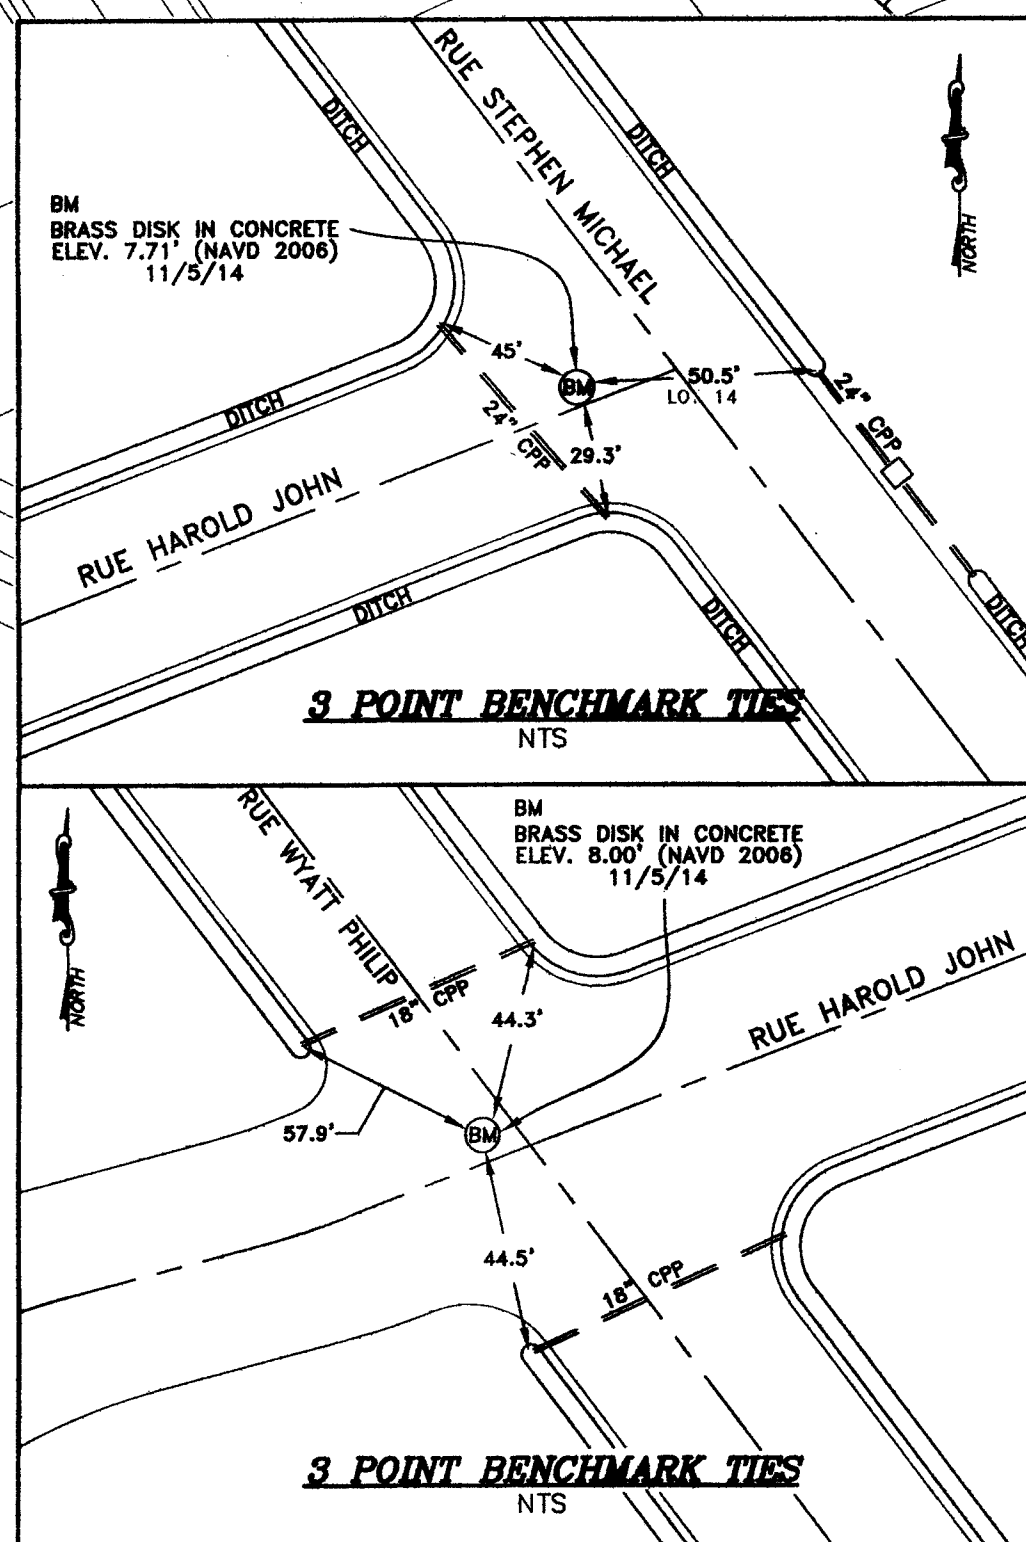 RUE STEPHEN MICHAEL
DITCH
DITCH
NORTH
BM
BRASS DISK IN CONCRETE
ELEV. 7.71' (NAVD 2006)
11/5/14
45'
BM
50.5'
LOT 14
24" CPP
24" CPP
29.3'
DITCH
RUE HAROLD JOHN
DITCH
DITCH
DITCH
3 POINT BENCHMARK TIES
NTS
BM
BRASS DISK IN CONCRETE
ELEV. 8.00' (NAVD 2006)
11/5/14
RUE WYATT PHILIP
NORTH
18" CPP
44.3'
RUE HAROLD JOHN
57.9'
BM
44.5'
18" CPP
3 POINT BENCHMARK TIES
NTS